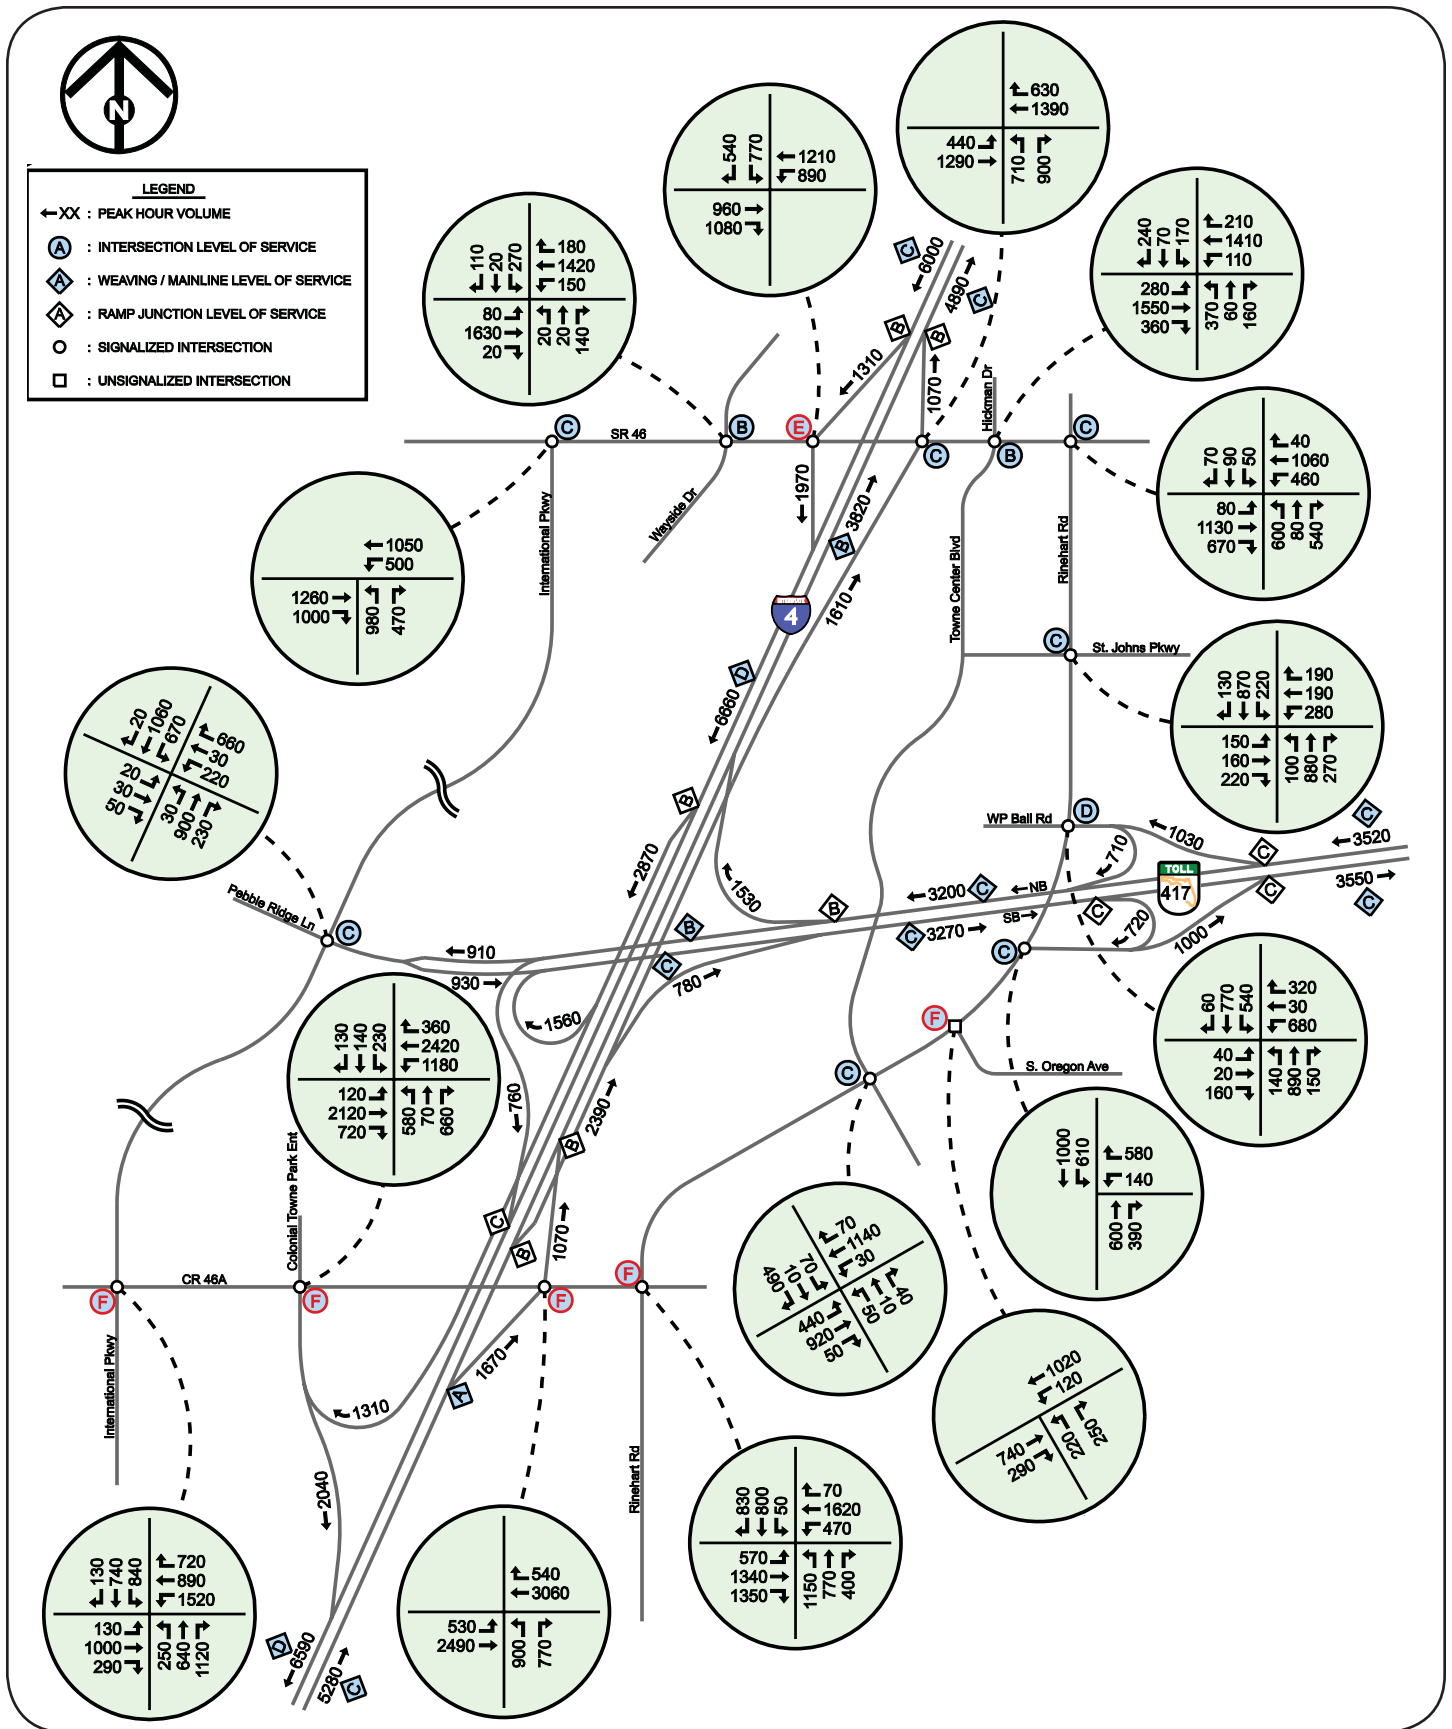 N
LEGEND
XX : PEAK HOUR VOLUME
A : INTERSECTION LEVEL OF SERVICE
A : WEAVING / MAINLINE LEVEL OF SERVICE
A : RAMP JUNCTION LEVEL OF SERVICE
: SIGNALIZED INTERSECTION
: UNSIGNALIZED INTERSECTION
630
1390
440
1290
710
900
540
770
1210
890
960
1080
110
20
270
180
1420
150
80
1630
20
20
20
140
240
70
170
210
1410
110
280
1550
360
370
60
160
C
6000
4890
C
B
B
1310
1070
Hickman Dr
C
SR 46
B
E
C
B
C
70
90
50
40
1060
460
80
1130
670
600
80
540
1050
500
1260
1000
980
470
International Pkwy
Wayside Dr
1970
3820
B
1610
4
Towne Center Blvd
Rinehart Rd
C
St. Johns Pkwy
D
6660
130
870
220
190
190
280
150
160
220
100
880
270
20
1060
670
660
30
220
20
30
50
30
900
230
B
2870
WP Ball Rd
D
1030
710
C
3520
C
TOLL
417
C
3550
C
Pebble Ridge Ln
C
1530
B
3200
C
NB
SB
C
3270
C
720
1000
C
910
930
B
C
780
1560
760
2390
B
130
140
230
360
2420
1180
120
2120
720
580
70
660
60
770
540
320
30
680
40
20
160
140
890
150
F
S. Oregon Ave
C
1000
610
580
140
600
390
Colonial Towne Park Ent
C
B
1070
CR 46A
F
F
F
F
International Pkwy
1310
A
1670
2040
Rinehart Rd
490
10
70
70
1140
30
440
920
50
50
10
40
1020
120
740
290
220
250
130
740
840
720
890
1520
130
1000
290
250
640
1120
D
6590
5280
C
540
3060
530
2490
900
770
830
800
50
70
1620
470
570
1340
1350
1150
770
400